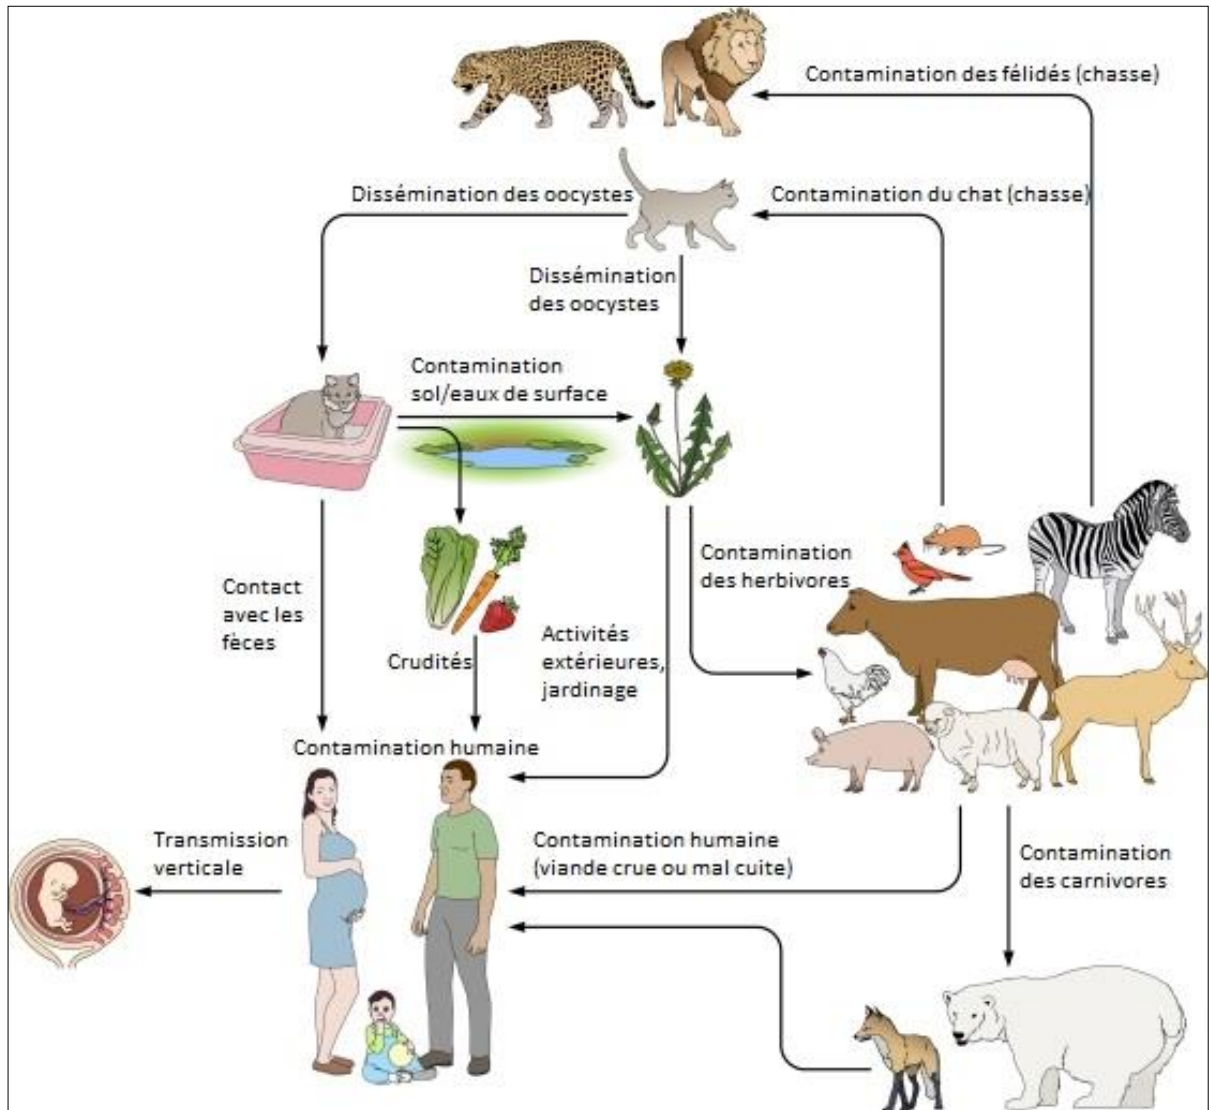 Contamination des félidés (chasse)
Dissémination des oocystes
Contamination du chat (chasse)
Dissémination
des oocystes
Contamination
sol/eaux de surface
Contamination
des herbivores
Contact
avec les
fèces
Crudités
Activités
extérieures,
jardinage
Contamination humaine
Transmission
verticale
Contamination humaine
(viande crue ou mal cuite)
Contamination
des carnivores